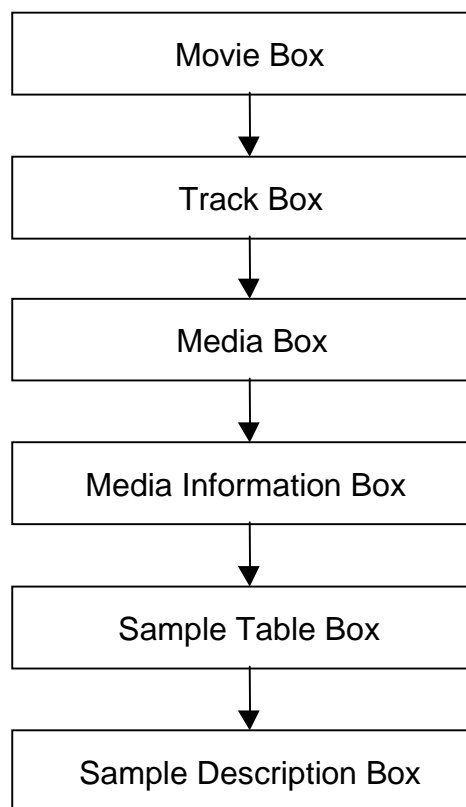 Movie Box
Track Box
Media Box
Media Information Box
Sample Table Box
Sample Description Box